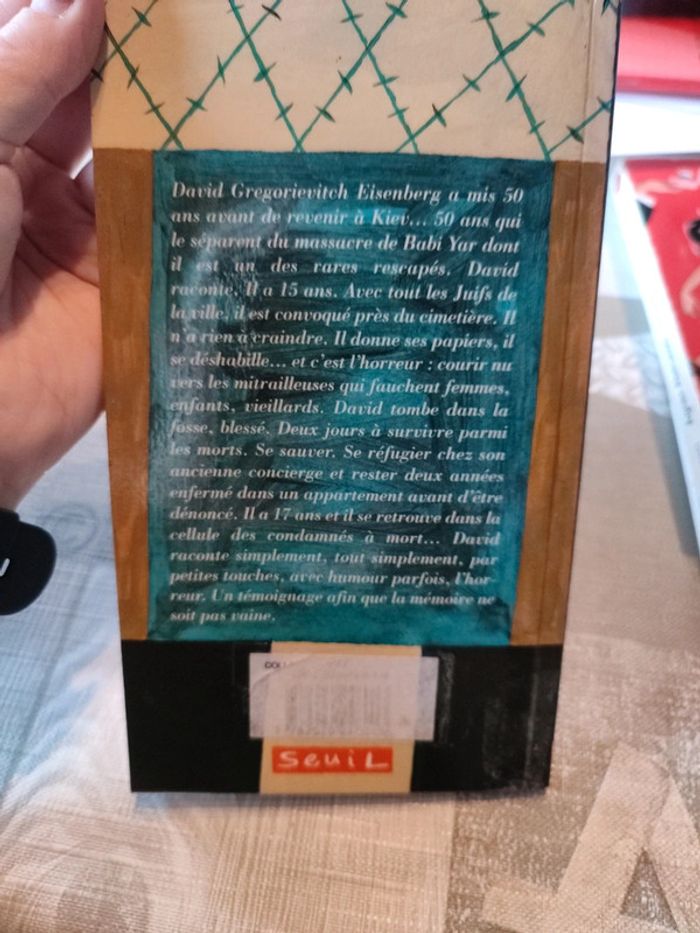 David Gregorievitch Eisenberg a mis 50
ans avant de revenir à Kiev... 50 ans qui
le séparent du massacre de Babi Yar dont
il est un des rares rescapés. David
raconte. Il a 15 ans. Avec tout les Juifs de
la ville, il est convoqué près du cimetière. Il
n'a rien à craindre. Il donne ses papiers, il
se déshabille... et c'est l'horreur : courir nu
vers les mitrailleuses qui fauchent femmes,
enfants, vieillards. David tombe dans la
fosse, blessé. Deux jours à survivre parmi
les morts. Se sauver. Se réfugier chez son
ancienne concierge et rester deux années
enfermé dans un appartement avant d'être
dénoncé. Il a 17 ans et il se retrouve dans la
cellule des condamnés à mort... David
raconte simplement, tout simplement, par
petites touches, avec humour parfois, l'hor-
reur. Un témoignage afin que la mémoire ne
soit pas vaine.
SeuiL